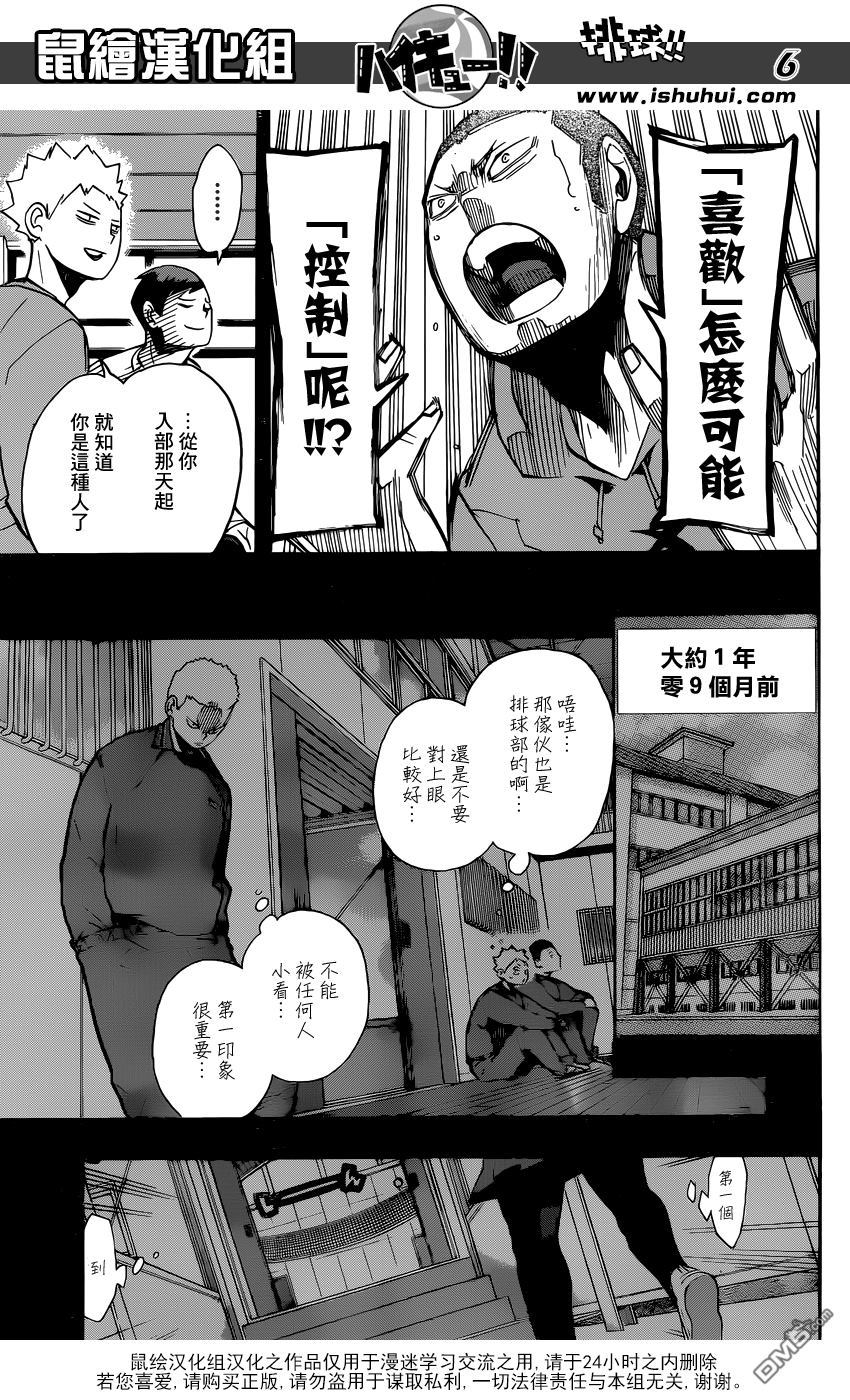 鼠繪漢化組
ハイキュー!!
排球!!
6
www.ishuhui.com
「喜歡」怎麼可能
「控制」呢!!?
……
…從你
入部那天起
就知道
你是這種人了
大約1年
零9個月前
唔哇…
那傢伙也是
排球部的啊…
還是不要
對上眼
比較好…
不能
被任何人
小看…
第一印象
很重要…
第一個
到
鼠绘汉化组汉化之作品仅用于漫迷学习交流之用, 请于24小时之内删除
若您喜爱, 请购买正版, 请勿用于谋取私利, 一切法律责任与本组无关, 谢谢.
DM5.com